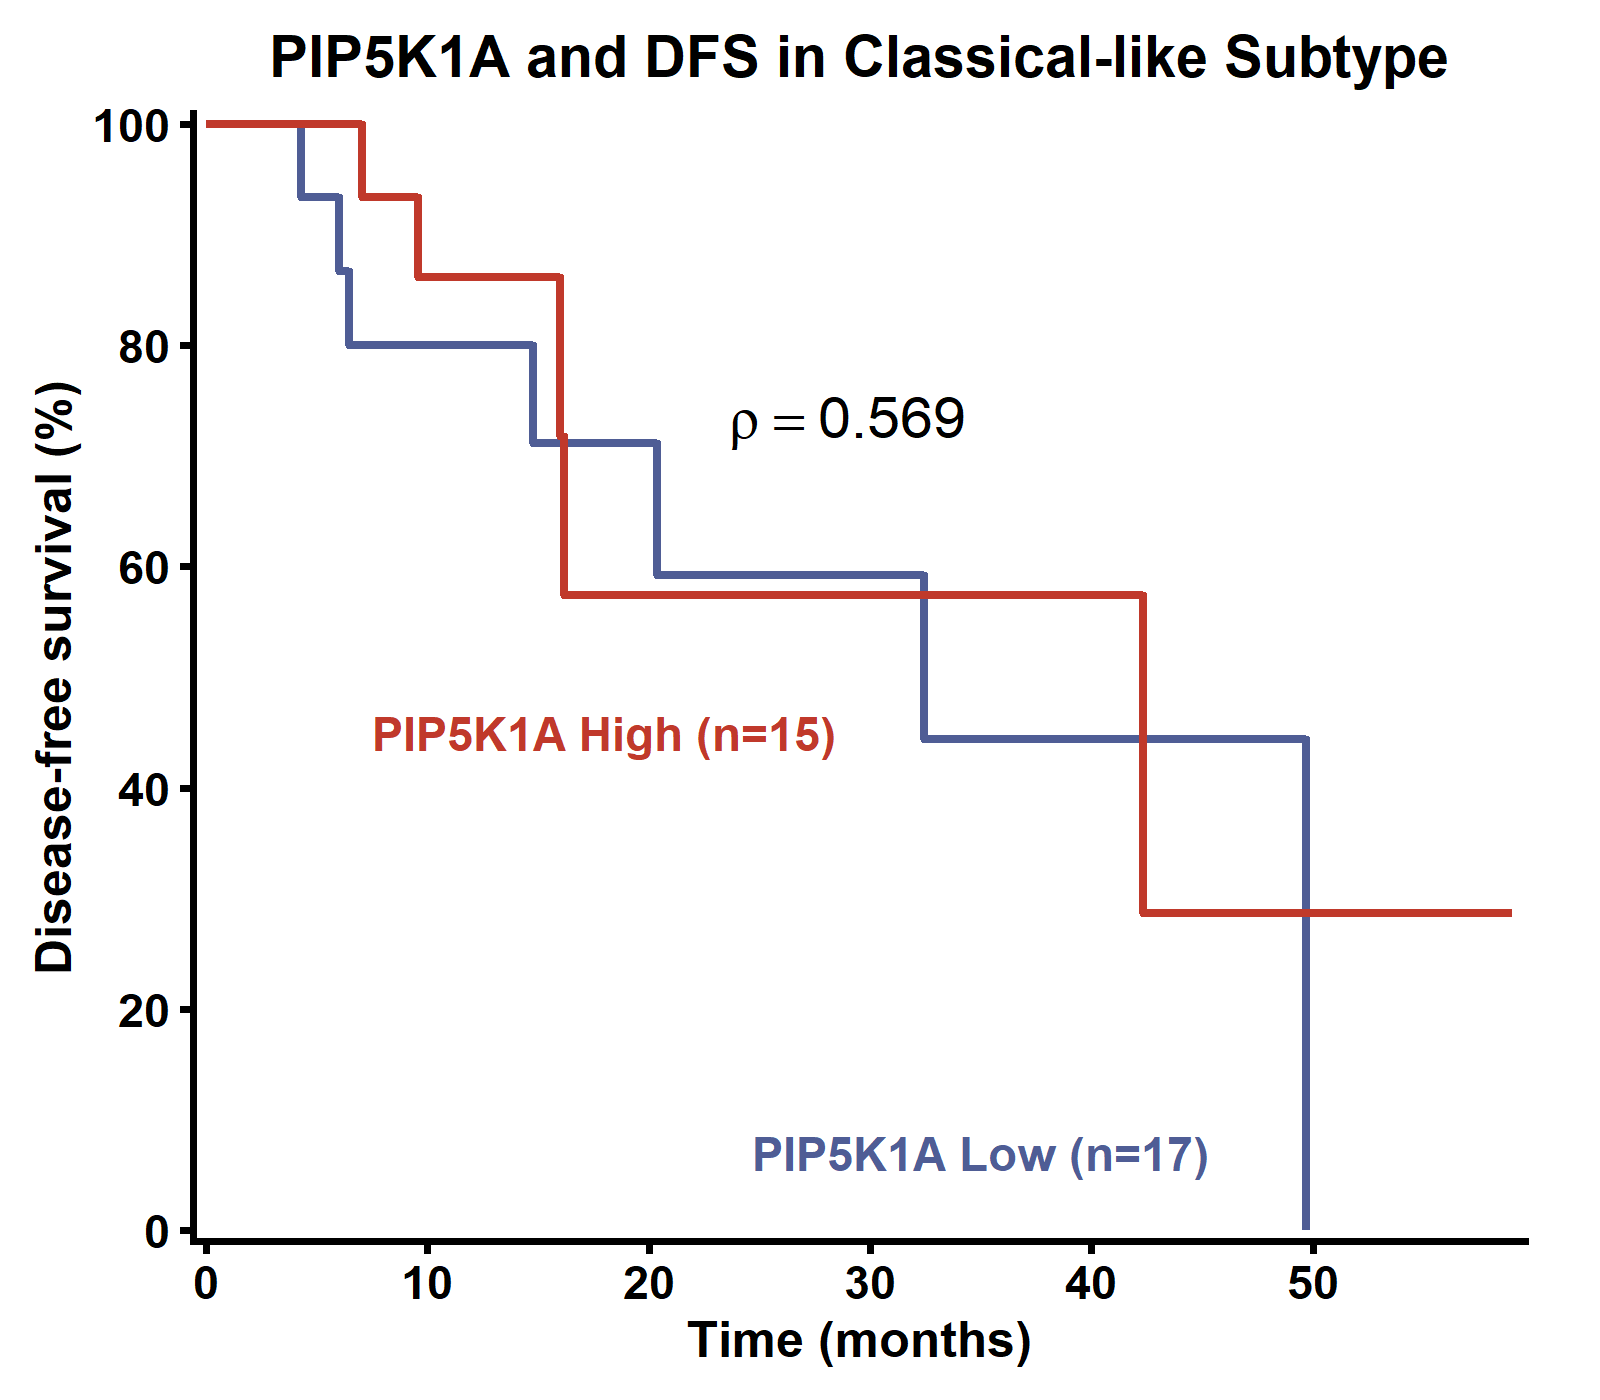 PIP5K1A and DFS in Classical-like Subtype
Disease-free survival (%)
100
80
60
40
20
0
ρ = 0.569
PIP5K1A High (n=15)
PIP5K1A Low (n=17)
0 10 20 30 40 50
Time (months)